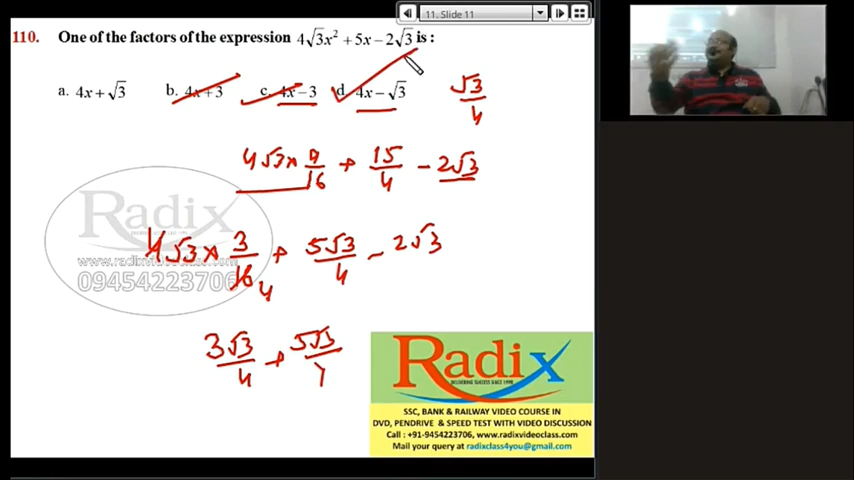 11. Slide 11
110. One of the factors of the expression 4√3x² + 5x − 2√3 is :
a. 4x + √3 b. 4x + 3 c. 4x − 3 d. 4x − √3
√3/4
4√3 × 9/16 + 15/4 − 2√3
4√3 × 3/16 + 5√3/4 − 2√3
4
3√3/4 + 5√3/
Radix
www.radixvideoclass.com
09454223706
Radix
DELIVERING SUCCESS SINCE 1998
SSC, BANK & RAILWAY VIDEO COURSE IN
DVD, PENDRIVE & SPEED TEST WITH VIDEO DISCUSSION
Call : +91-9454223706, www.radixvideoclass.com
Mail your query at radixclass4you@gmail.com